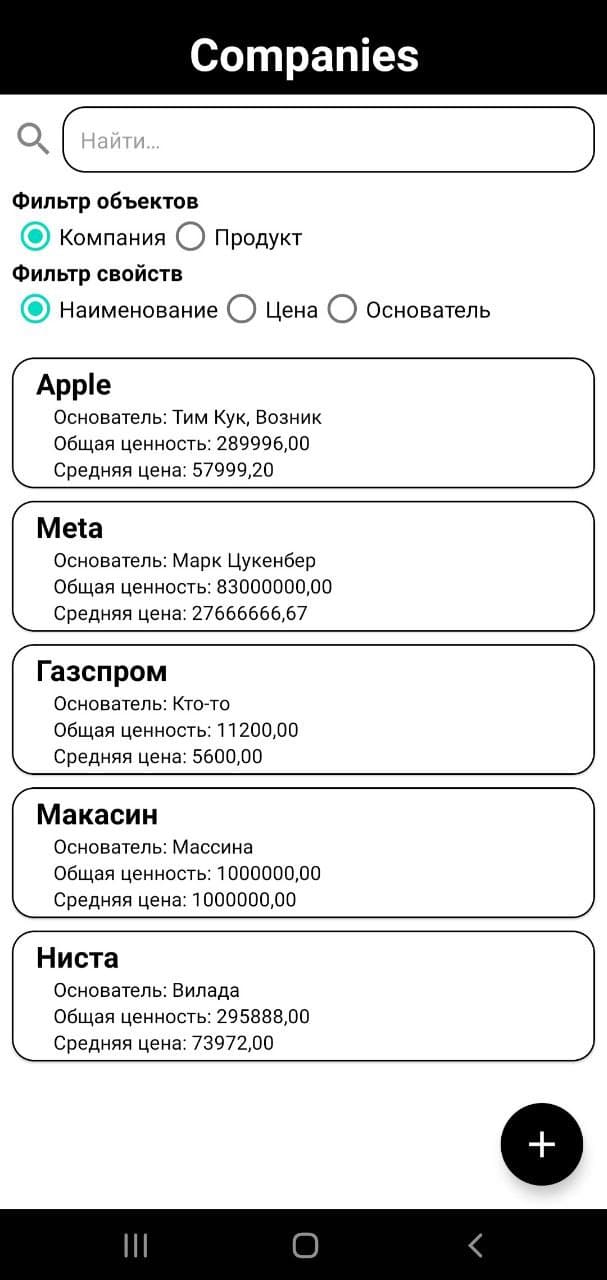 Companies
Найти...
Фильтр объектов
Компания Продукт
Фильтр свойств
Наименование Цена Основатель
Apple
Основатель: Тим Кук, Возник
Общая ценность: 289996,00
Средняя цена: 57999,20
Meta
Основатель: Марк Цукенбер
Общая ценность: 83000000,00
Средняя цена: 27666666,67
Газспром
Основатель: Кто-то
Общая ценность: 11200,00
Средняя цена: 5600,00
Макасин
Основатель: Массина
Общая ценность: 1000000,00
Средняя цена: 1000000,00
Ниста
Основатель: Вилада
Общая ценность: 295888,00
Средняя цена: 73972,00